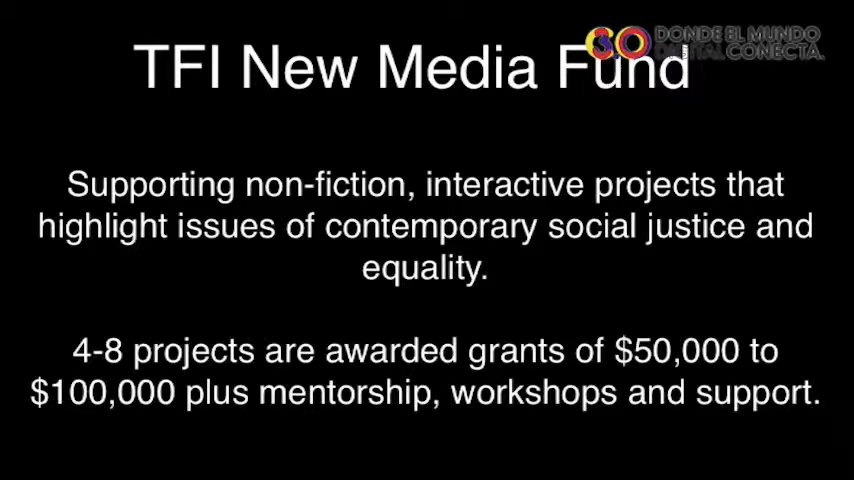 3.0 DONDE EL MUNDO
DIGITAL CONECTA.
TFI New Media Fund
Supporting non-fiction, interactive projects that
highlight issues of contemporary social justice and
equality.
4-8 projects are awarded grants of $50,000 to
$100,000 plus mentorship, workshops and support.